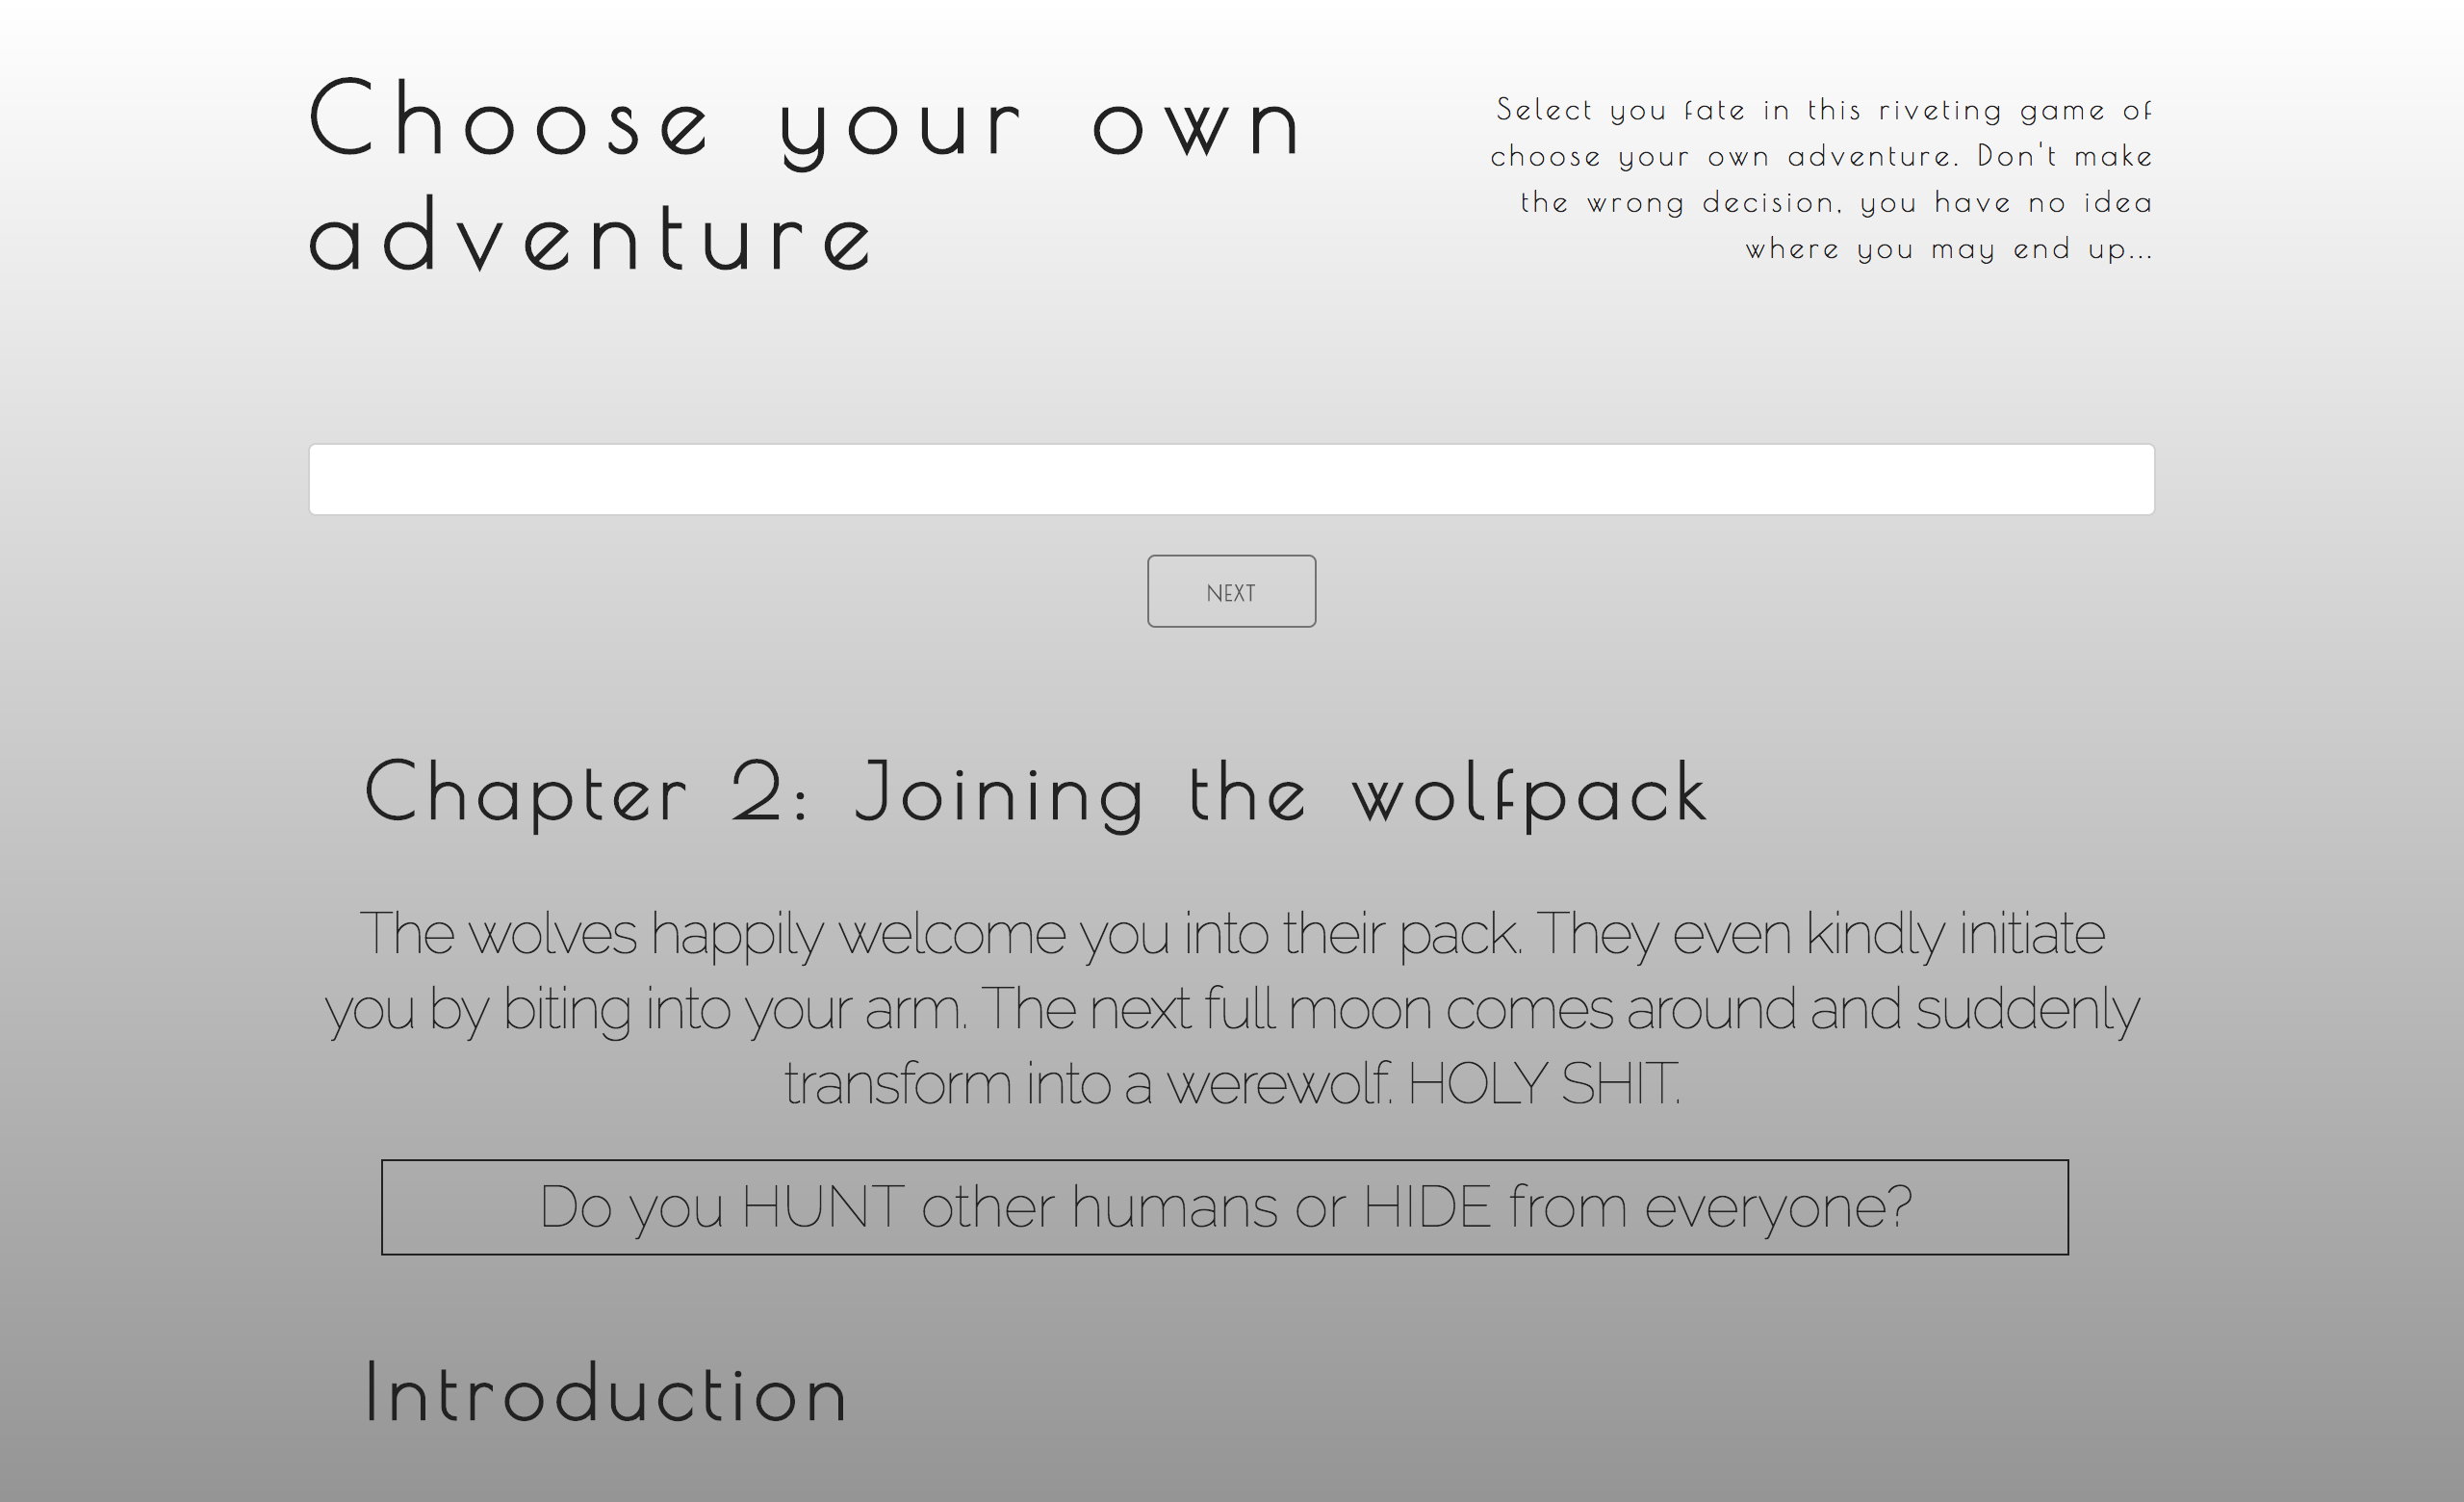 Choose your own
adventure
Select you fate in this riveting game of
choose your own adventure. Don't make
the wrong decision, you have no idea
where you may end up...
NEXT
Chapter 2: Joining the wolfpack
The wolves happily welcome you into their pack. They even kindly initiate
you by biting into your arm. The next full moon comes around and suddenly
transform into a werewolf. HOLY SHIT.
Do you HUNT other humans or HIDE from everyone?
Introduction